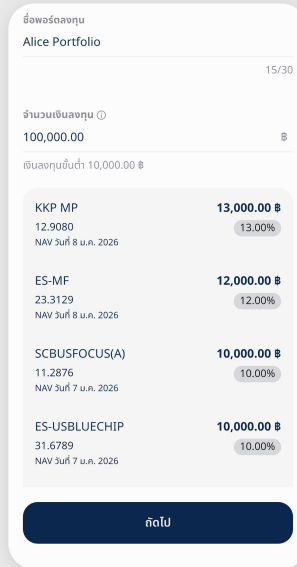 ชื่อพอร์ตลงทุน
Alice Portfolio
15/30
จำนวนเงินลงทุน
100,000.00 ฿
เงินลงทุนขั้นต่ำ 10,000.00 ฿
KKP MP 13,000.00 ฿
12.9080 13.00%
NAV วันที่ 8 ม.ค. 2026
ES-MF 12,000.00 ฿
23.3129 12.00%
NAV วันที่ 8 ม.ค. 2026
SCBUSFOCUS(A) 10,000.00 ฿
11.2876 10.00%
NAV วันที่ 7 ม.ค. 2026
ES-USBLUECHIP 10,000.00 ฿
31.6789 10.00%
NAV วันที่ 7 ม.ค. 2026
ถัดไป